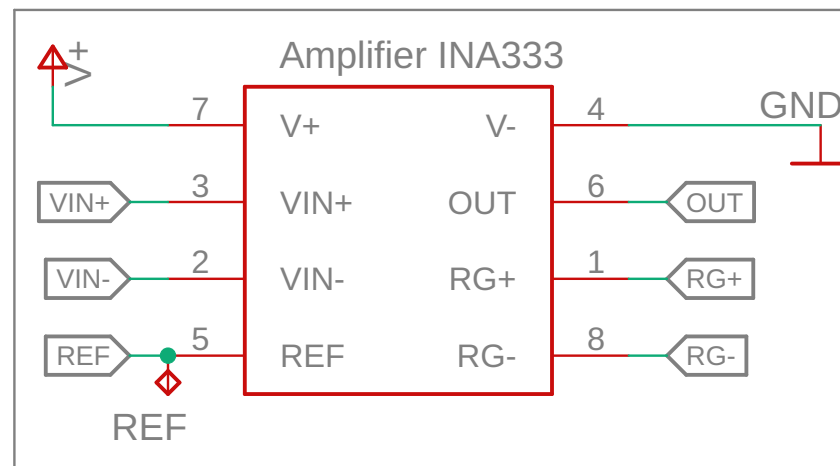 V+
Amplifier INA333
GND
7 V+ V- 4
VIN+ 3 VIN+ OUT 6 OUT
VIN- 2 VIN- RG+ 1 RG+
REF 5 REF RG- 8 RG-
REF